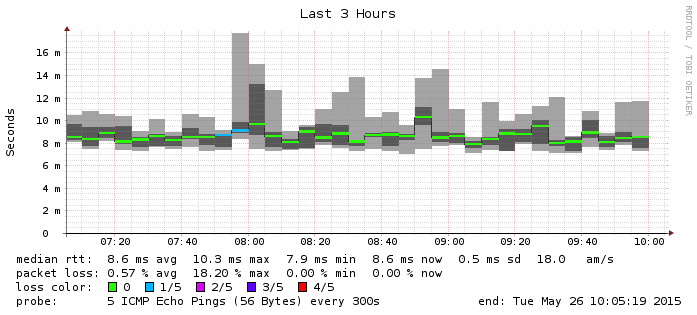 Last 3 Hours
RRDTOOL / TOBI OETIKER
Seconds
16 m
14 m
12 m
10 m
8 m
6 m
4 m
2 m
0
07:20 07:40 08:00 08:20 08:40 09:00 09:20 09:40 10:00
median rtt: 8.6 ms avg 10.3 ms max 7.9 ms min 8.6 ms now 0.5 ms sd 18.0 am/s
packet loss: 0.57 % avg 18.20 % max 0.00 % min 0.00 % now
loss color: 0 1/5 2/5 3/5 4/5
probe: 5 ICMP Echo Pings (56 Bytes) every 300s end: Tue May 26 10:05:19 2015